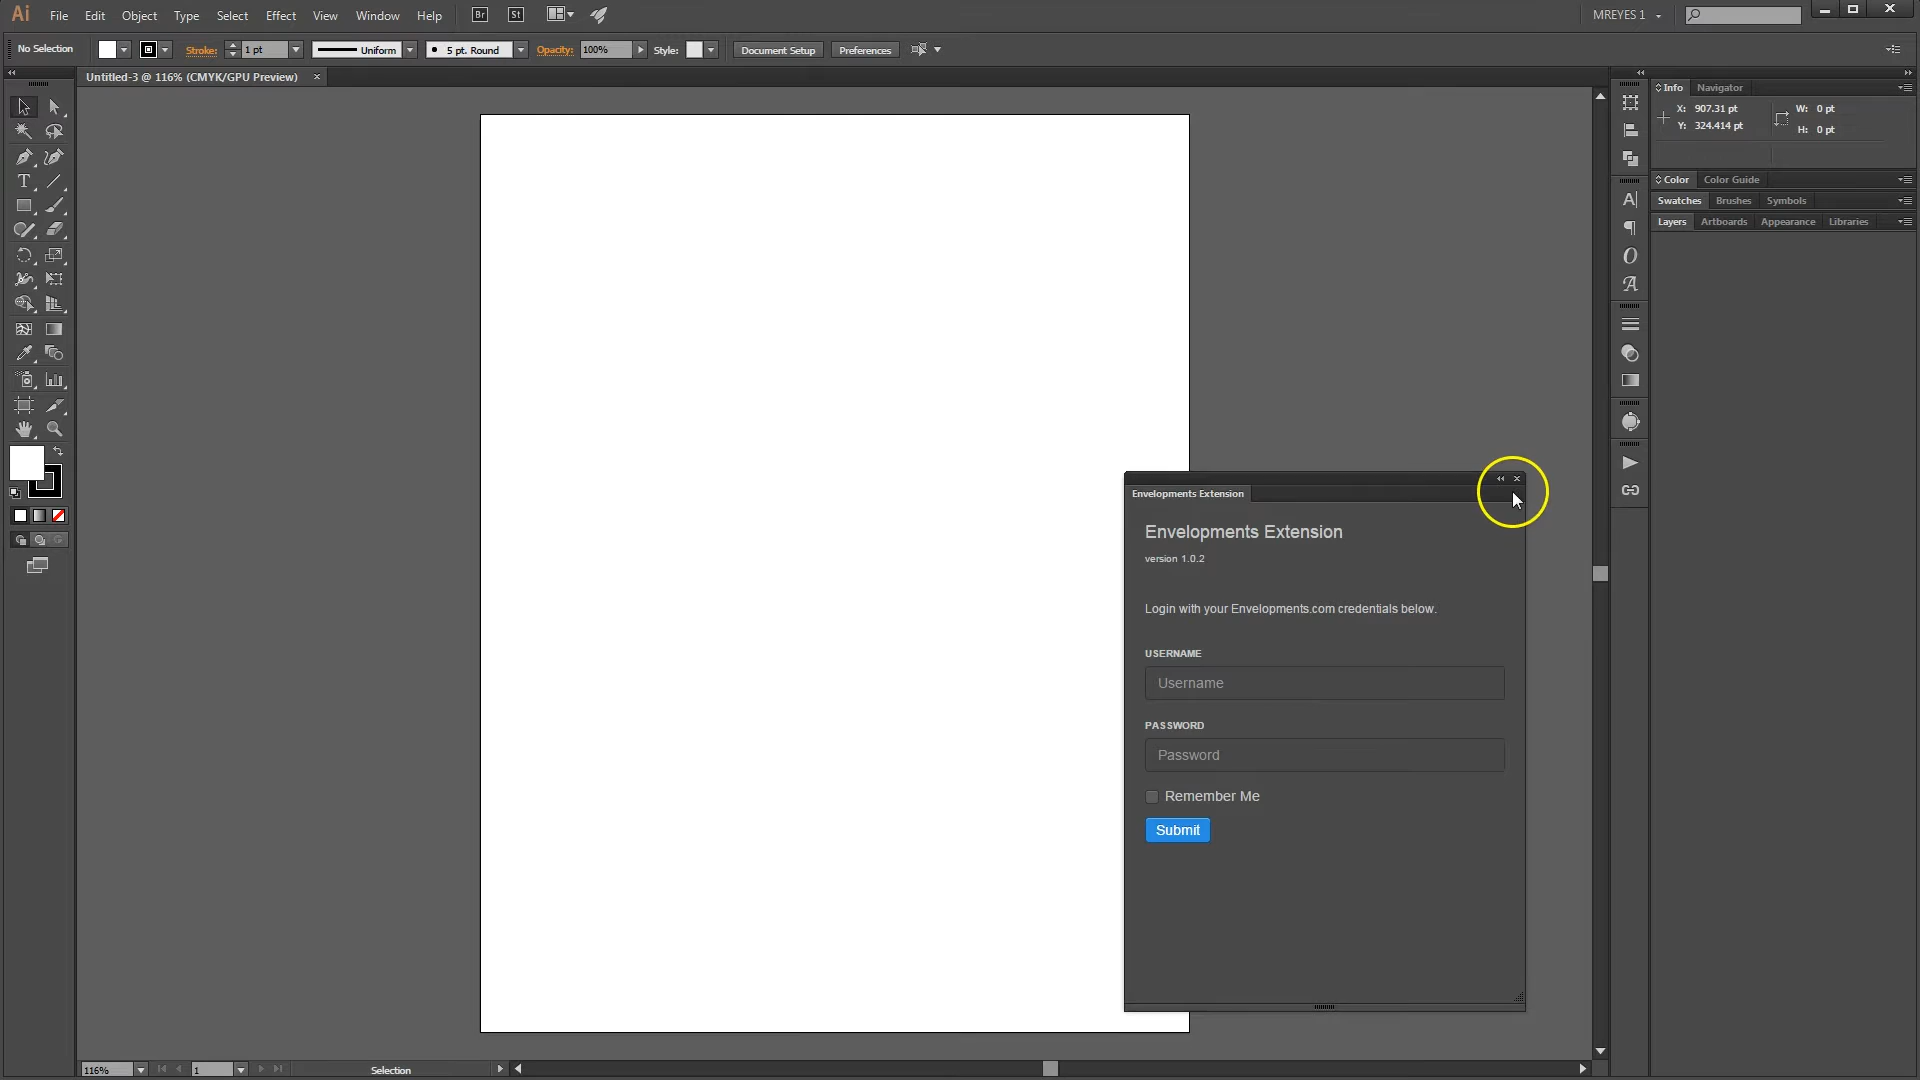 Ai File Edit Object Type Select Effect View Window Help Br St MREYES 1
No Selection Stroke: 1 pt Uniform 5 pt. Round Opacity: 100% Style: Document Setup Preferences
Untitled-3 @ 116% (CMYK/GPU Preview)
Info Navigator
X: 907.31 pt W: 0 pt
Y: 324.414 pt H: 0 pt
Color Color Guide
Swatches Brushes Symbols
Layers Artboards Appearance Libraries
Envelopments Extension
Envelopments Extension
version 1.0.2
Login with your Envelopments.com credentials below.
USERNAME
Username
PASSWORD
Password
Remember Me
Submit
116% 1 Selection